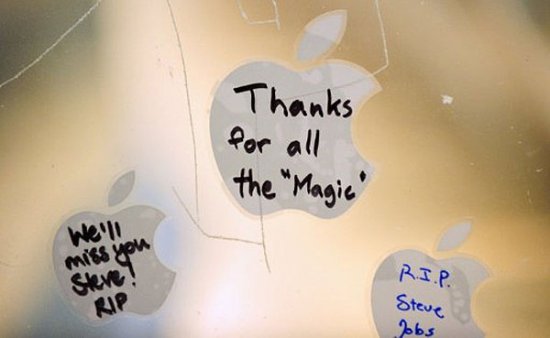 Thanks
for all
the "Magic"
We'll
miss you
Steve!
RIP
R.I.P.
Steve
Jobs